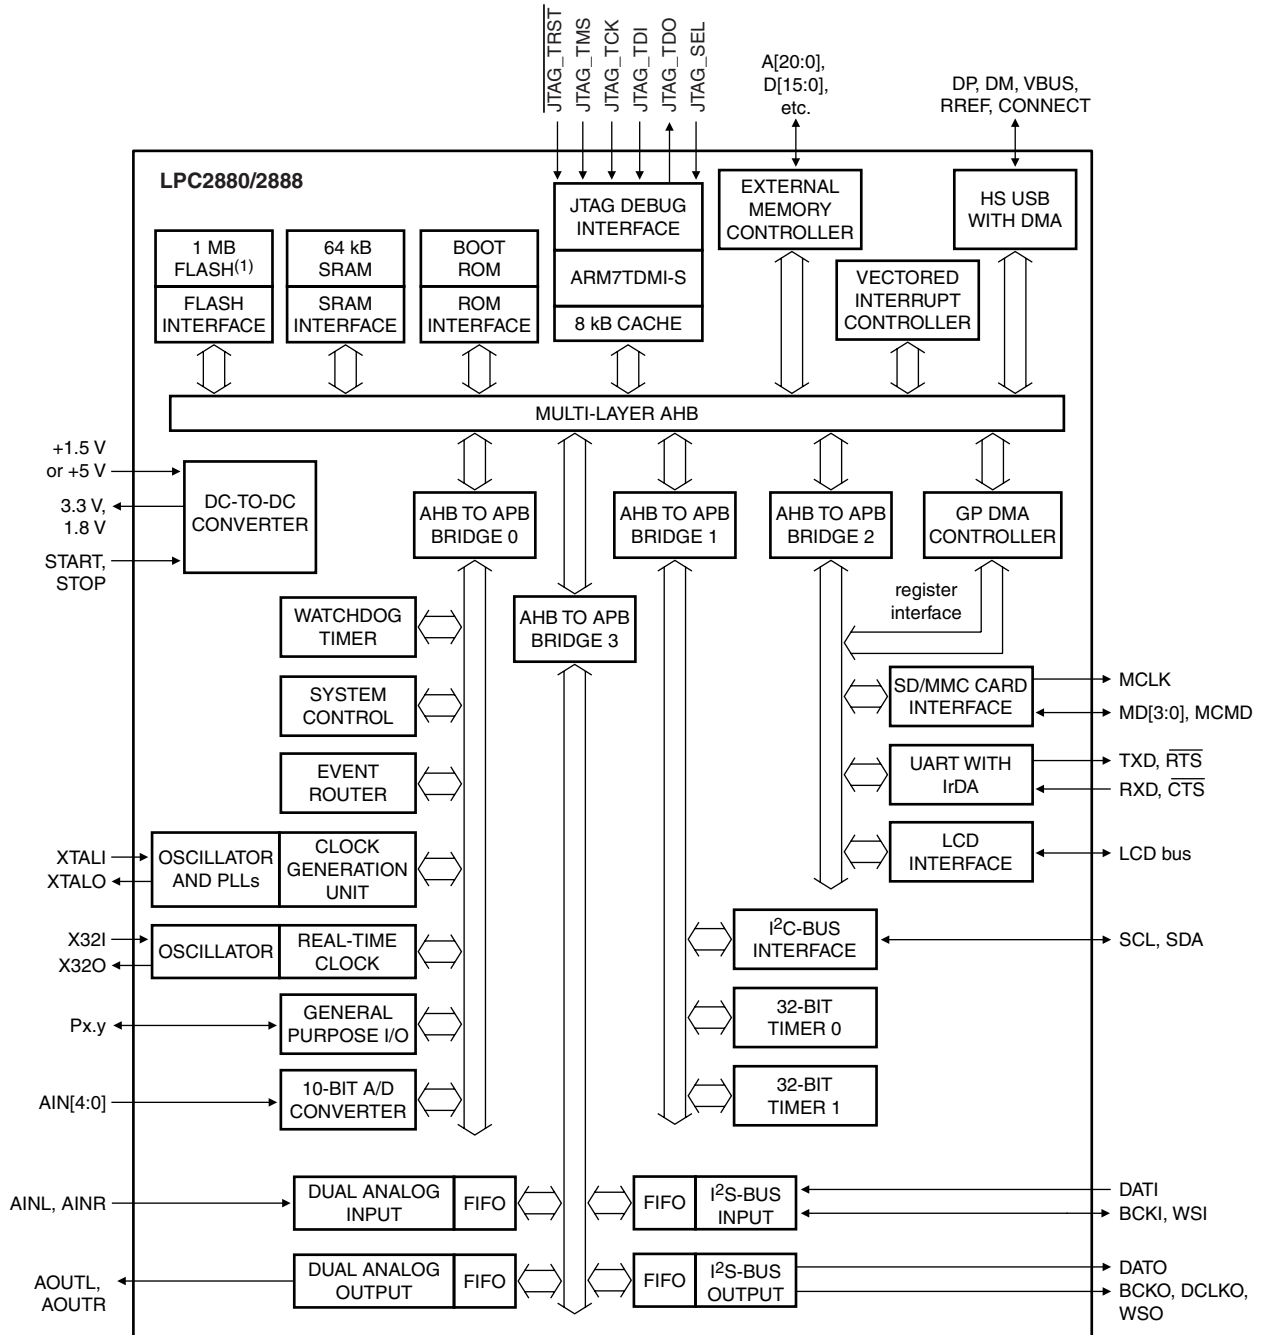 JTAG_TRST
JTAG_TMS
JTAG_TCK
JTAG_TDI
JTAG_TDO
JTAG_SEL
A[20:0],
D[15:0],
etc.
DP, DM, VBUS,
RREF, CONNECT
LPC2880/2888
1 MB
FLASH(1)
FLASH
INTERFACE
64 kB
SRAM
SRAM
INTERFACE
BOOT
ROM
ROM
INTERFACE
JTAG DEBUG
INTERFACE
ARM7TDMI-S
8 kB CACHE
EXTERNAL
MEMORY
CONTROLLER
VECTORED
INTERRUPT
CONTROLLER
HS USB
WITH DMA
MULTI-LAYER AHB
+1.5 V
or +5 V
3.3 V,
1.8 V
START,
STOP
DC-TO-DC
CONVERTER
AHB TO APB
BRIDGE 0
AHB TO APB
BRIDGE 1
AHB TO APB
BRIDGE 2
GP DMA
CONTROLLER
register
interface
AHB TO APB
BRIDGE 3
WATCHDOG
TIMER
SYSTEM
CONTROL
EVENT
ROUTER
XTALI
XTALO
OSCILLATOR
AND PLLs
CLOCK
GENERATION
UNIT
X32I
X32O
OSCILLATOR
REAL-TIME
CLOCK
Px.y
GENERAL
PURPOSE I/O
AIN[4:0]
10-BIT A/D
CONVERTER
SD/MMC CARD
INTERFACE
MCLK
MD[3:0], MCMD
UART WITH
IrDA
TXD, RTS
RXD, CTS
LCD
INTERFACE
LCD bus
I2C-BUS
INTERFACE
SCL, SDA
32-BIT
TIMER 0
32-BIT
TIMER 1
AINL, AINR
DUAL ANALOG
INPUT
FIFO
FIFO
I2S-BUS
INPUT
DATI
BCKI, WSI
AOUTL,
AOUTR
DUAL ANALOG
OUTPUT
FIFO
FIFO
I2S-BUS
OUTPUT
DATO
BCKO, DCLKO,
WSO